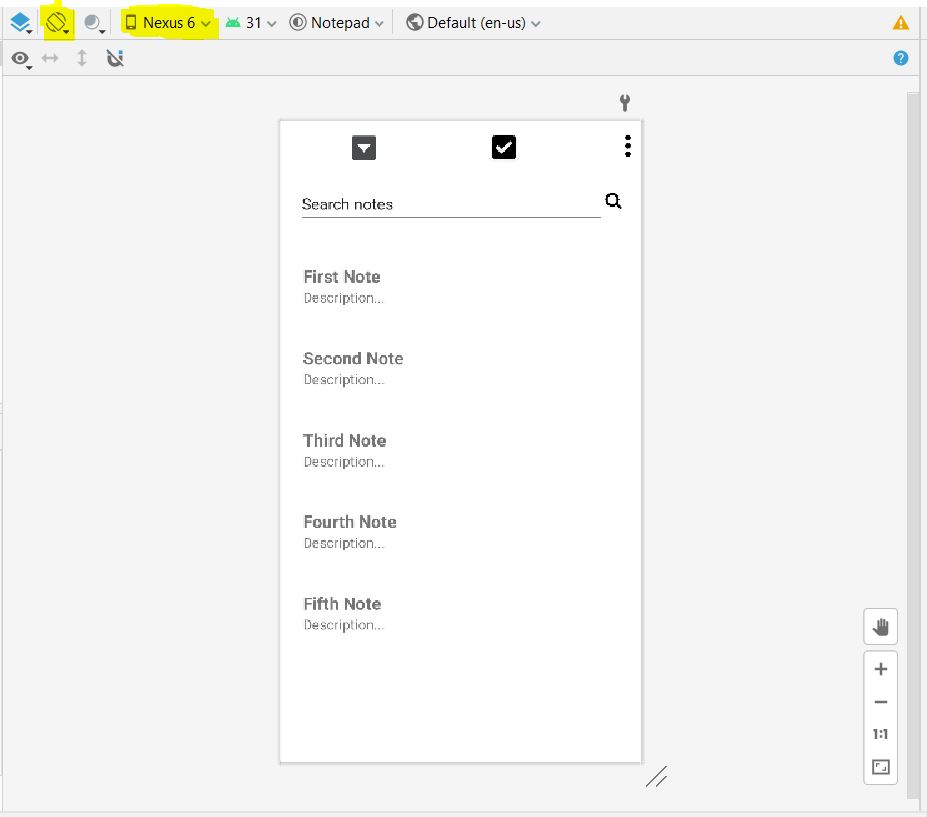 Nexus 6 31 Notepad Default (en-us)
?
Search notes
First Note
Description...
Second Note
Description...
Third Note
Description...
Fourth Note
Description...
Fifth Note
Description...
1:1